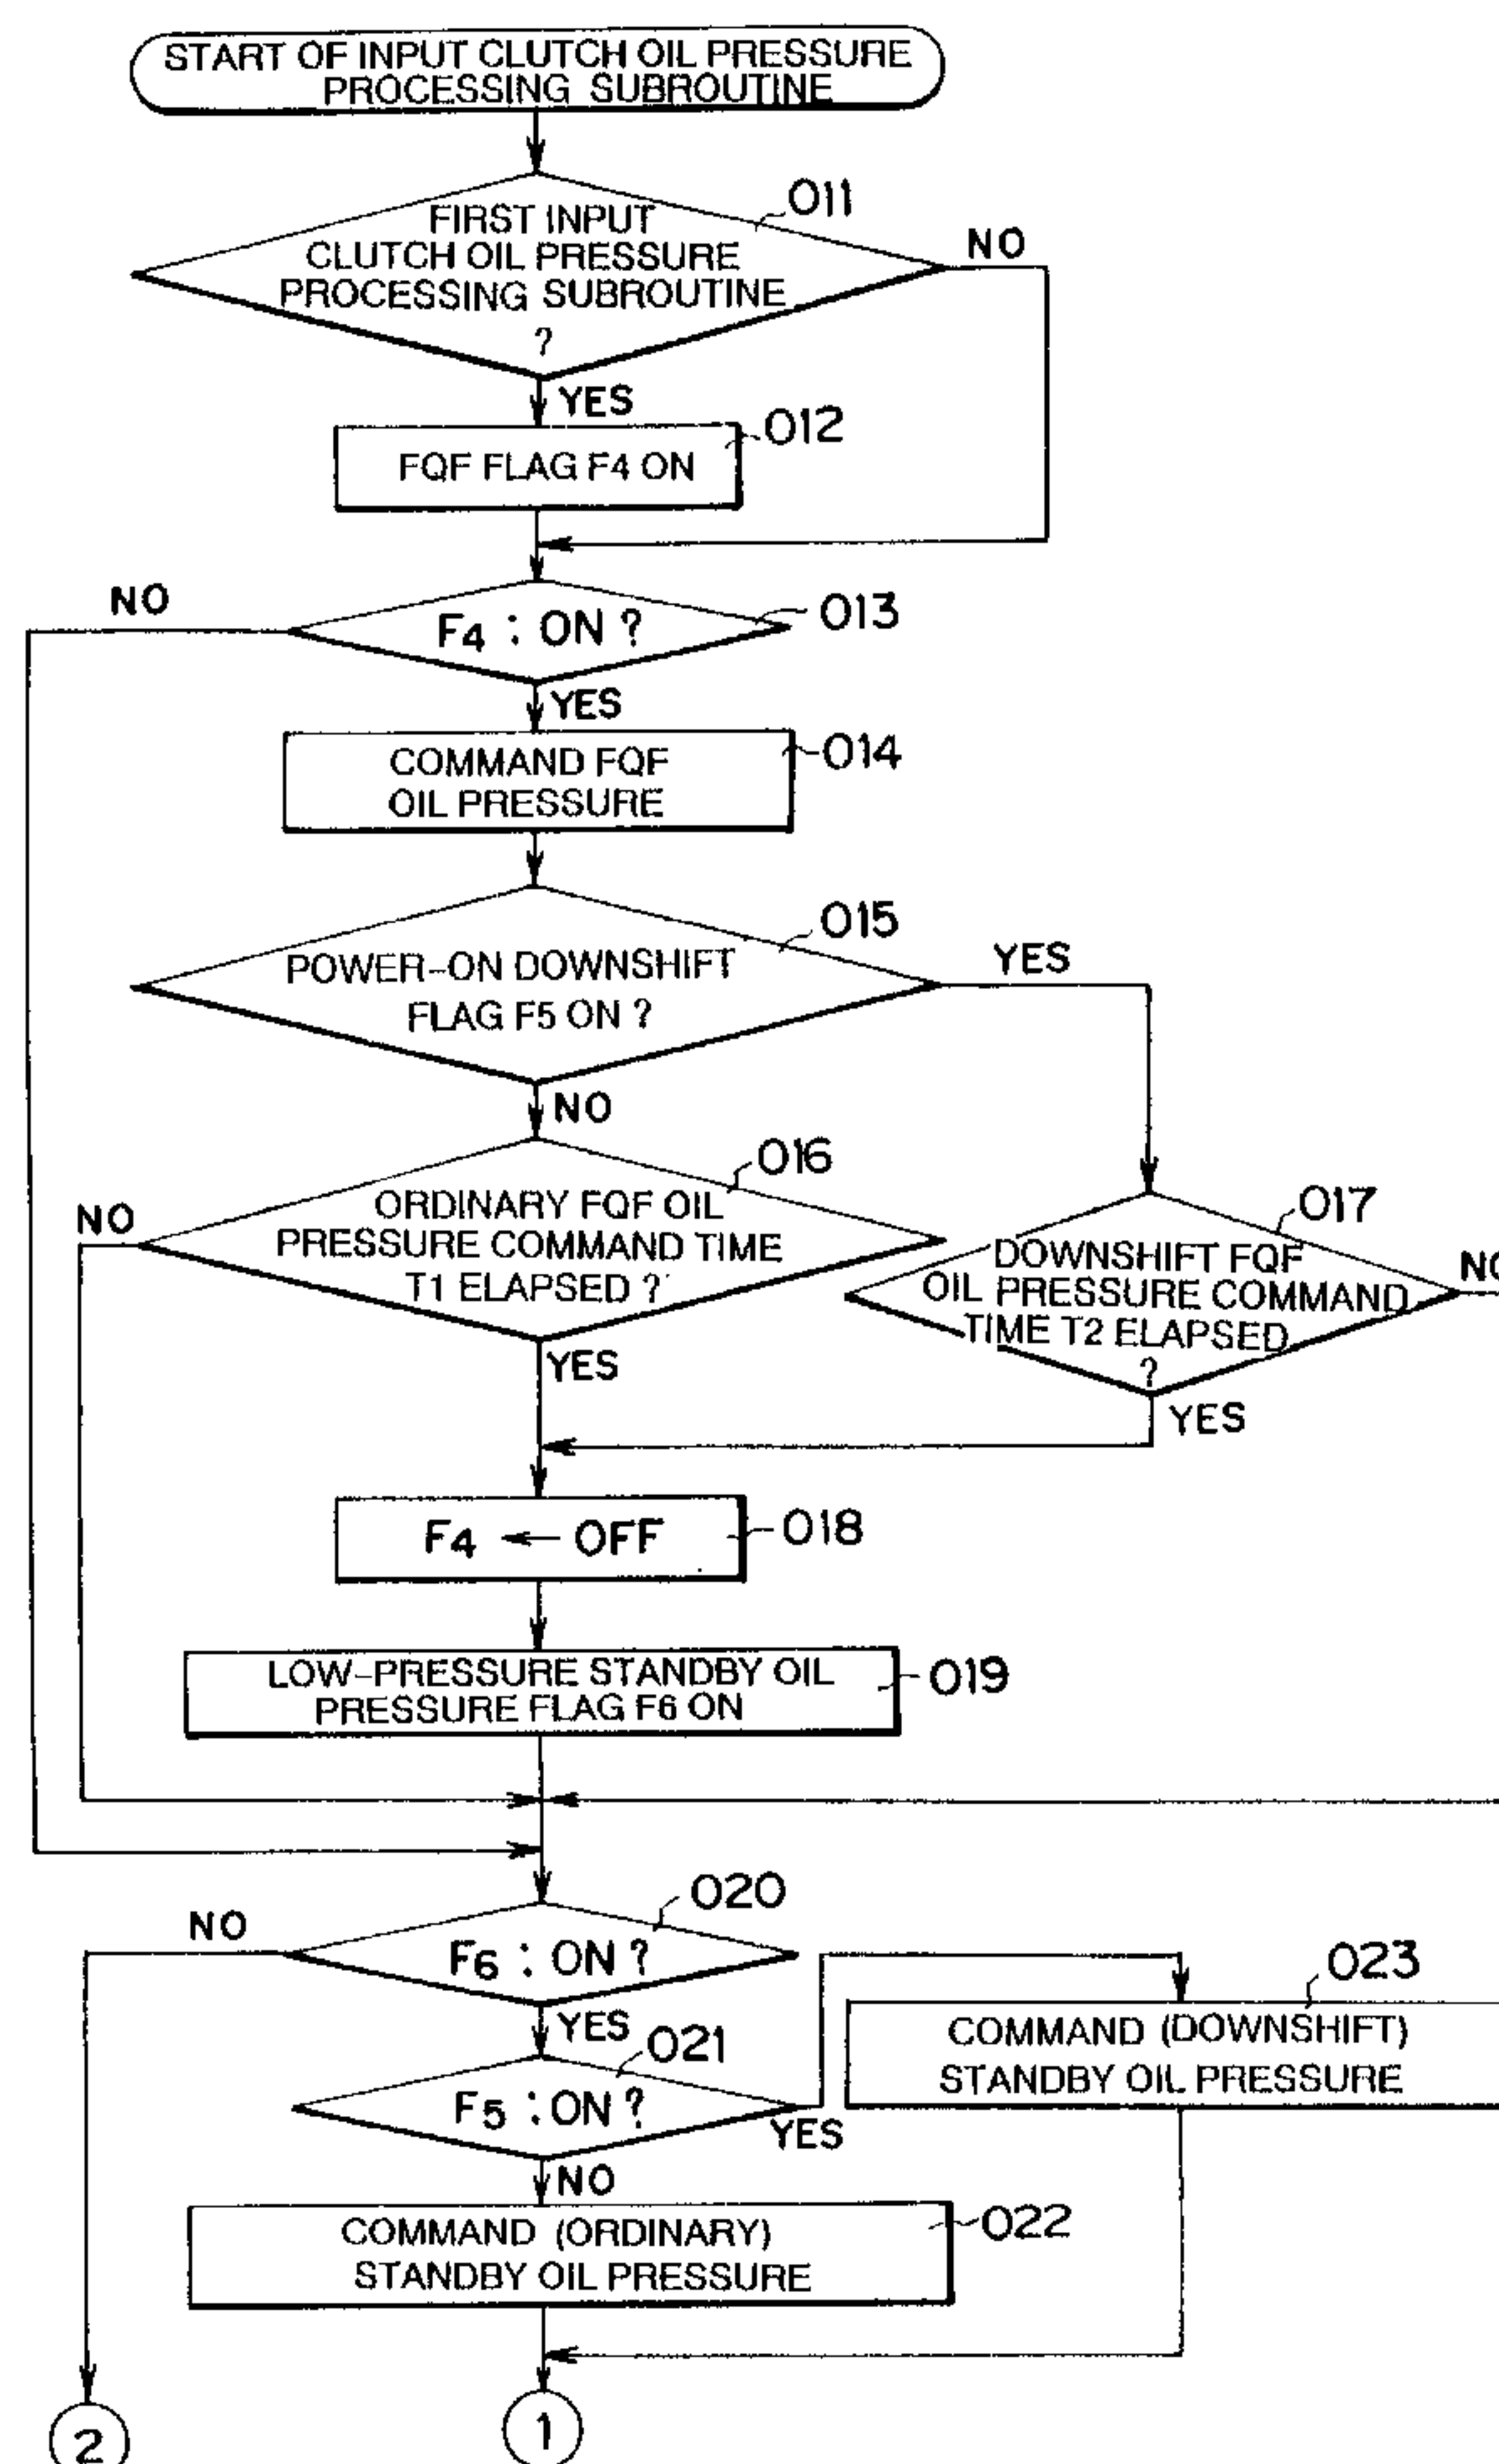 START OF INPUT CLUTCH OIL PRESSURE
PROCESSING SUBROUTINE
011
FIRST INPUT
CLUTCH OIL PRESSURE
PROCESSING SUBROUTINE
?
NO
YES
012
FQF FLAG F4 ON
NO
F4 : ON ?
013
YES
014
COMMAND FQF
OIL PRESSURE
015
POWER-ON DOWNSHIFT
FLAG F5 ON ?
YES
NO
016
ORDINARY FQF OIL
PRESSURE COMMAND TIME
T1 ELAPSED ?
NO
YES
017
DOWNSHIFT FQF
OIL PRESSURE COMMAND
TIME T2 ELAPSED
?
NO
YES
F4 ← OFF
018
LOW-PRESSURE STANDBY OIL
PRESSURE FLAG F6 ON
019
020
NO
F6 : ON ?
YES
021
F5 : ON ?
YES
023
COMMAND (DOWNSHIFT)
STANDBY OIL PRESSURE
NO
022
COMMAND (ORDINARY)
STANDBY OIL PRESSURE
2
1